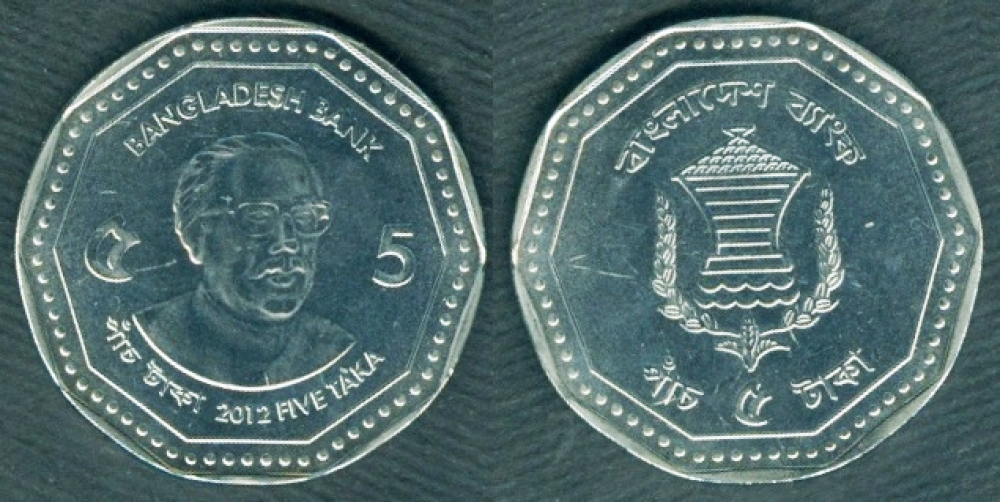 BANGLADESH BANK
৫ 5
পাঁচ টাকা 2012 FIVE TAKA
বাংলাদেশ ব্যাংক
পাঁচ ৫ টাকা